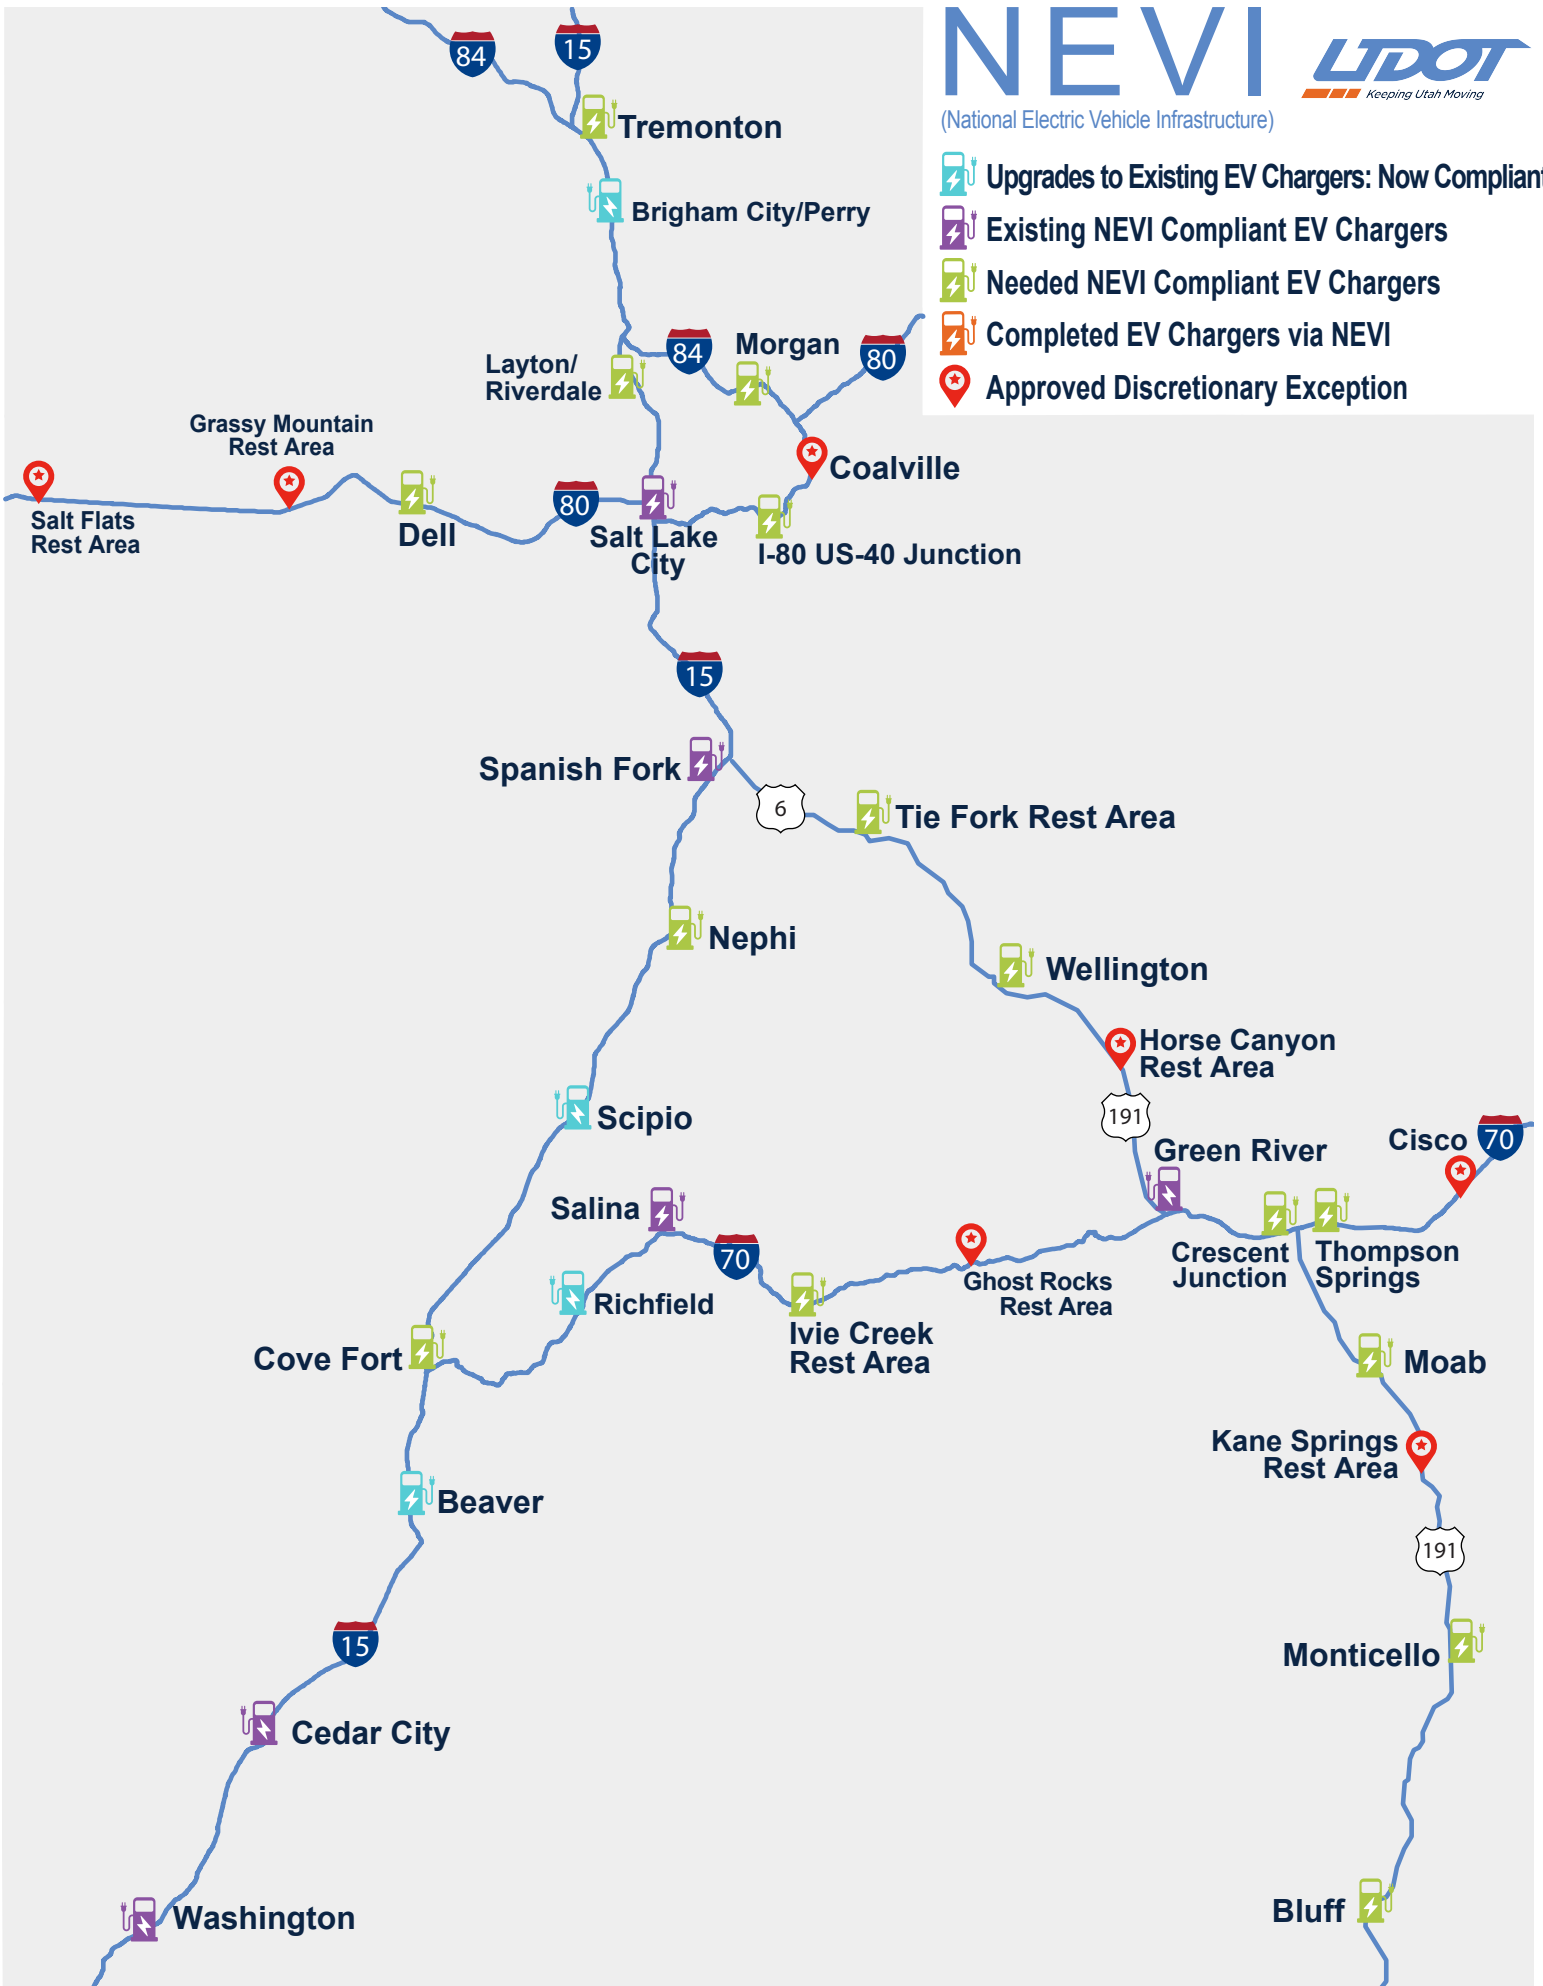 NEVI
UDOT
Keeping Utah Moving
(National Electric Vehicle Infrastructure)
Upgrades to Existing EV Chargers: Now Compliant
Existing NEVI Compliant EV Chargers
Needed NEVI Compliant EV Chargers
Completed EV Chargers via NEVI
Approved Discretionary Exception
84
15
Tremonton
Brigham City/Perry
84
Morgan
80
Layton/
Riverdale
Grassy Mountain
Rest Area
Coalville
Salt Flats
Rest Area
Dell
80
Salt Lake
City
I-80 US-40 Junction
15
Spanish Fork
6
Tie Fork Rest Area
Nephi
Wellington
Horse Canyon
Rest Area
191
Scipio
Green River
Cisco
70
Salina
70
Crescent
Junction
Thompson
Springs
Ghost Rocks
Rest Area
Richfield
Ivie Creek
Rest Area
Cove Fort
Moab
Kane Springs
Rest Area
Beaver
191
15
Monticello
Cedar City
Washington
Bluff